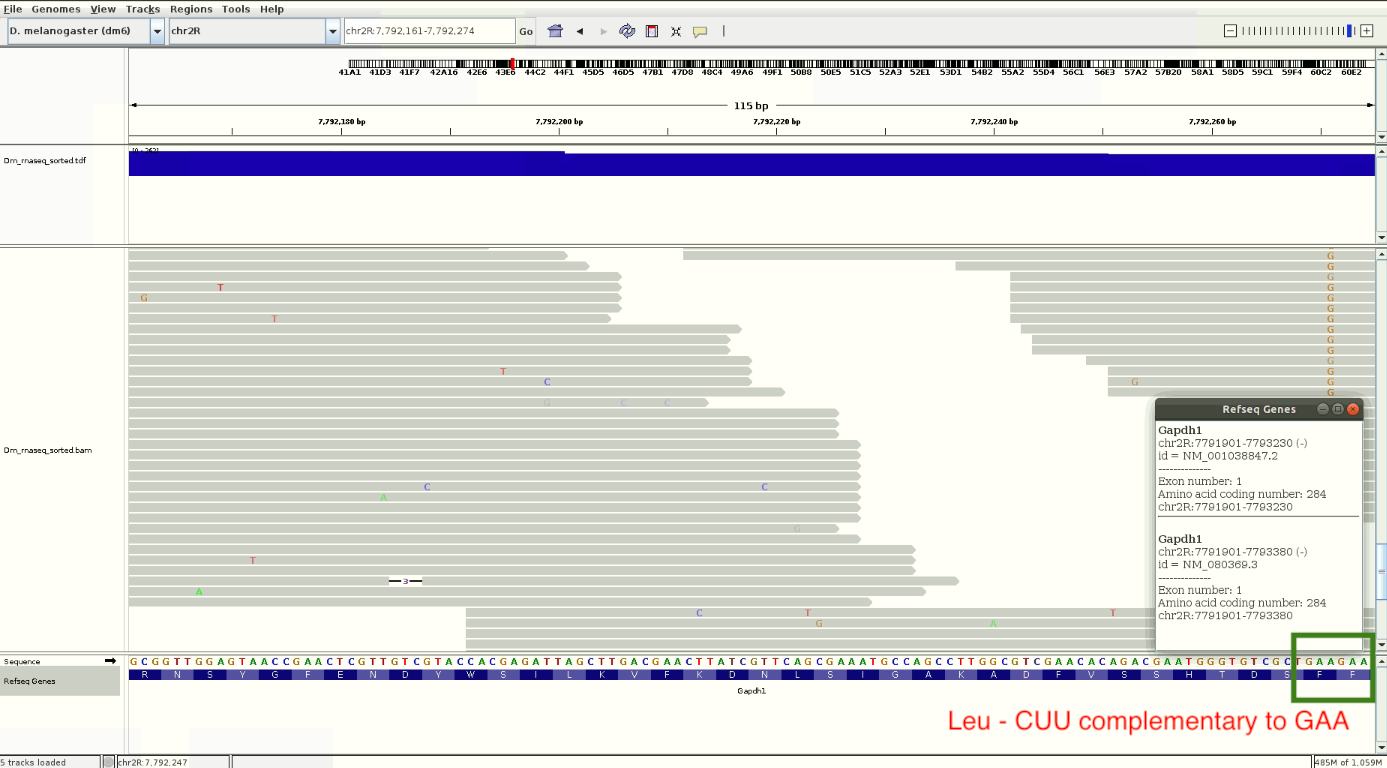 File Genomes View Tracks Regions Tools Help
D. melanogaster (dm6) chr2R chr2R:7,792,161-7,792,274 Go
41A1 41D3 41F7 42A16 42E6 43E6 44C2 44F1 45D5 46D5 47B1 47D8 48C4 49A6 49F1 50B8 50E5 51C5 52A3 52E1 53D1 54B2 55A2 55D4 56C1 56E3 57A2 57B20 58A1 58D5 59C1 59F4 60C2 60E2
115 bp
7,792,180 bp 7,792,200 bp 7,792,220 bp 7,792,240 bp 7,792,260 bp
Dm_rnaseq_sorted.tdf
G
G
G
T G
G G
G
T G
G
G
G
T G
C G G
G
G C C
Refseq Genes
Gapdh1
chr2R:7791901-7793230 (-)
Dm_rnaseq_sorted.bam
id = NM_001038847.2
--------------
Exon number: 1
C C
Amino acid coding number: 284
A
chr2R:7791901-7793230
G
Gapdh1
chr2R:7791901-7793380 (-)
T
id = NM_080369.3
--------------
3
Exon number: 1
A
Amino acid coding number: 284
C T T
chr2R:7791901-7793380
G A
Sequence GCGGTTGGAGTAACCGAACTCGTTGTCGTACCACGAGATTAGCTTGACGAACTTATCGTTCAGCGAAATGCCAGCCTTGGCGTCGAACACAGACGAATGGGTGTCGCTGAAGAA
Refseq Genes R N S Y G F E N D Y W S I L K V F K D N L S I G A K A D F V S S H T D S F F
Gapdh1
Leu - CUU complementary to GAA
5 tracks loaded chr2R:7,792,247 485M of 1,059M